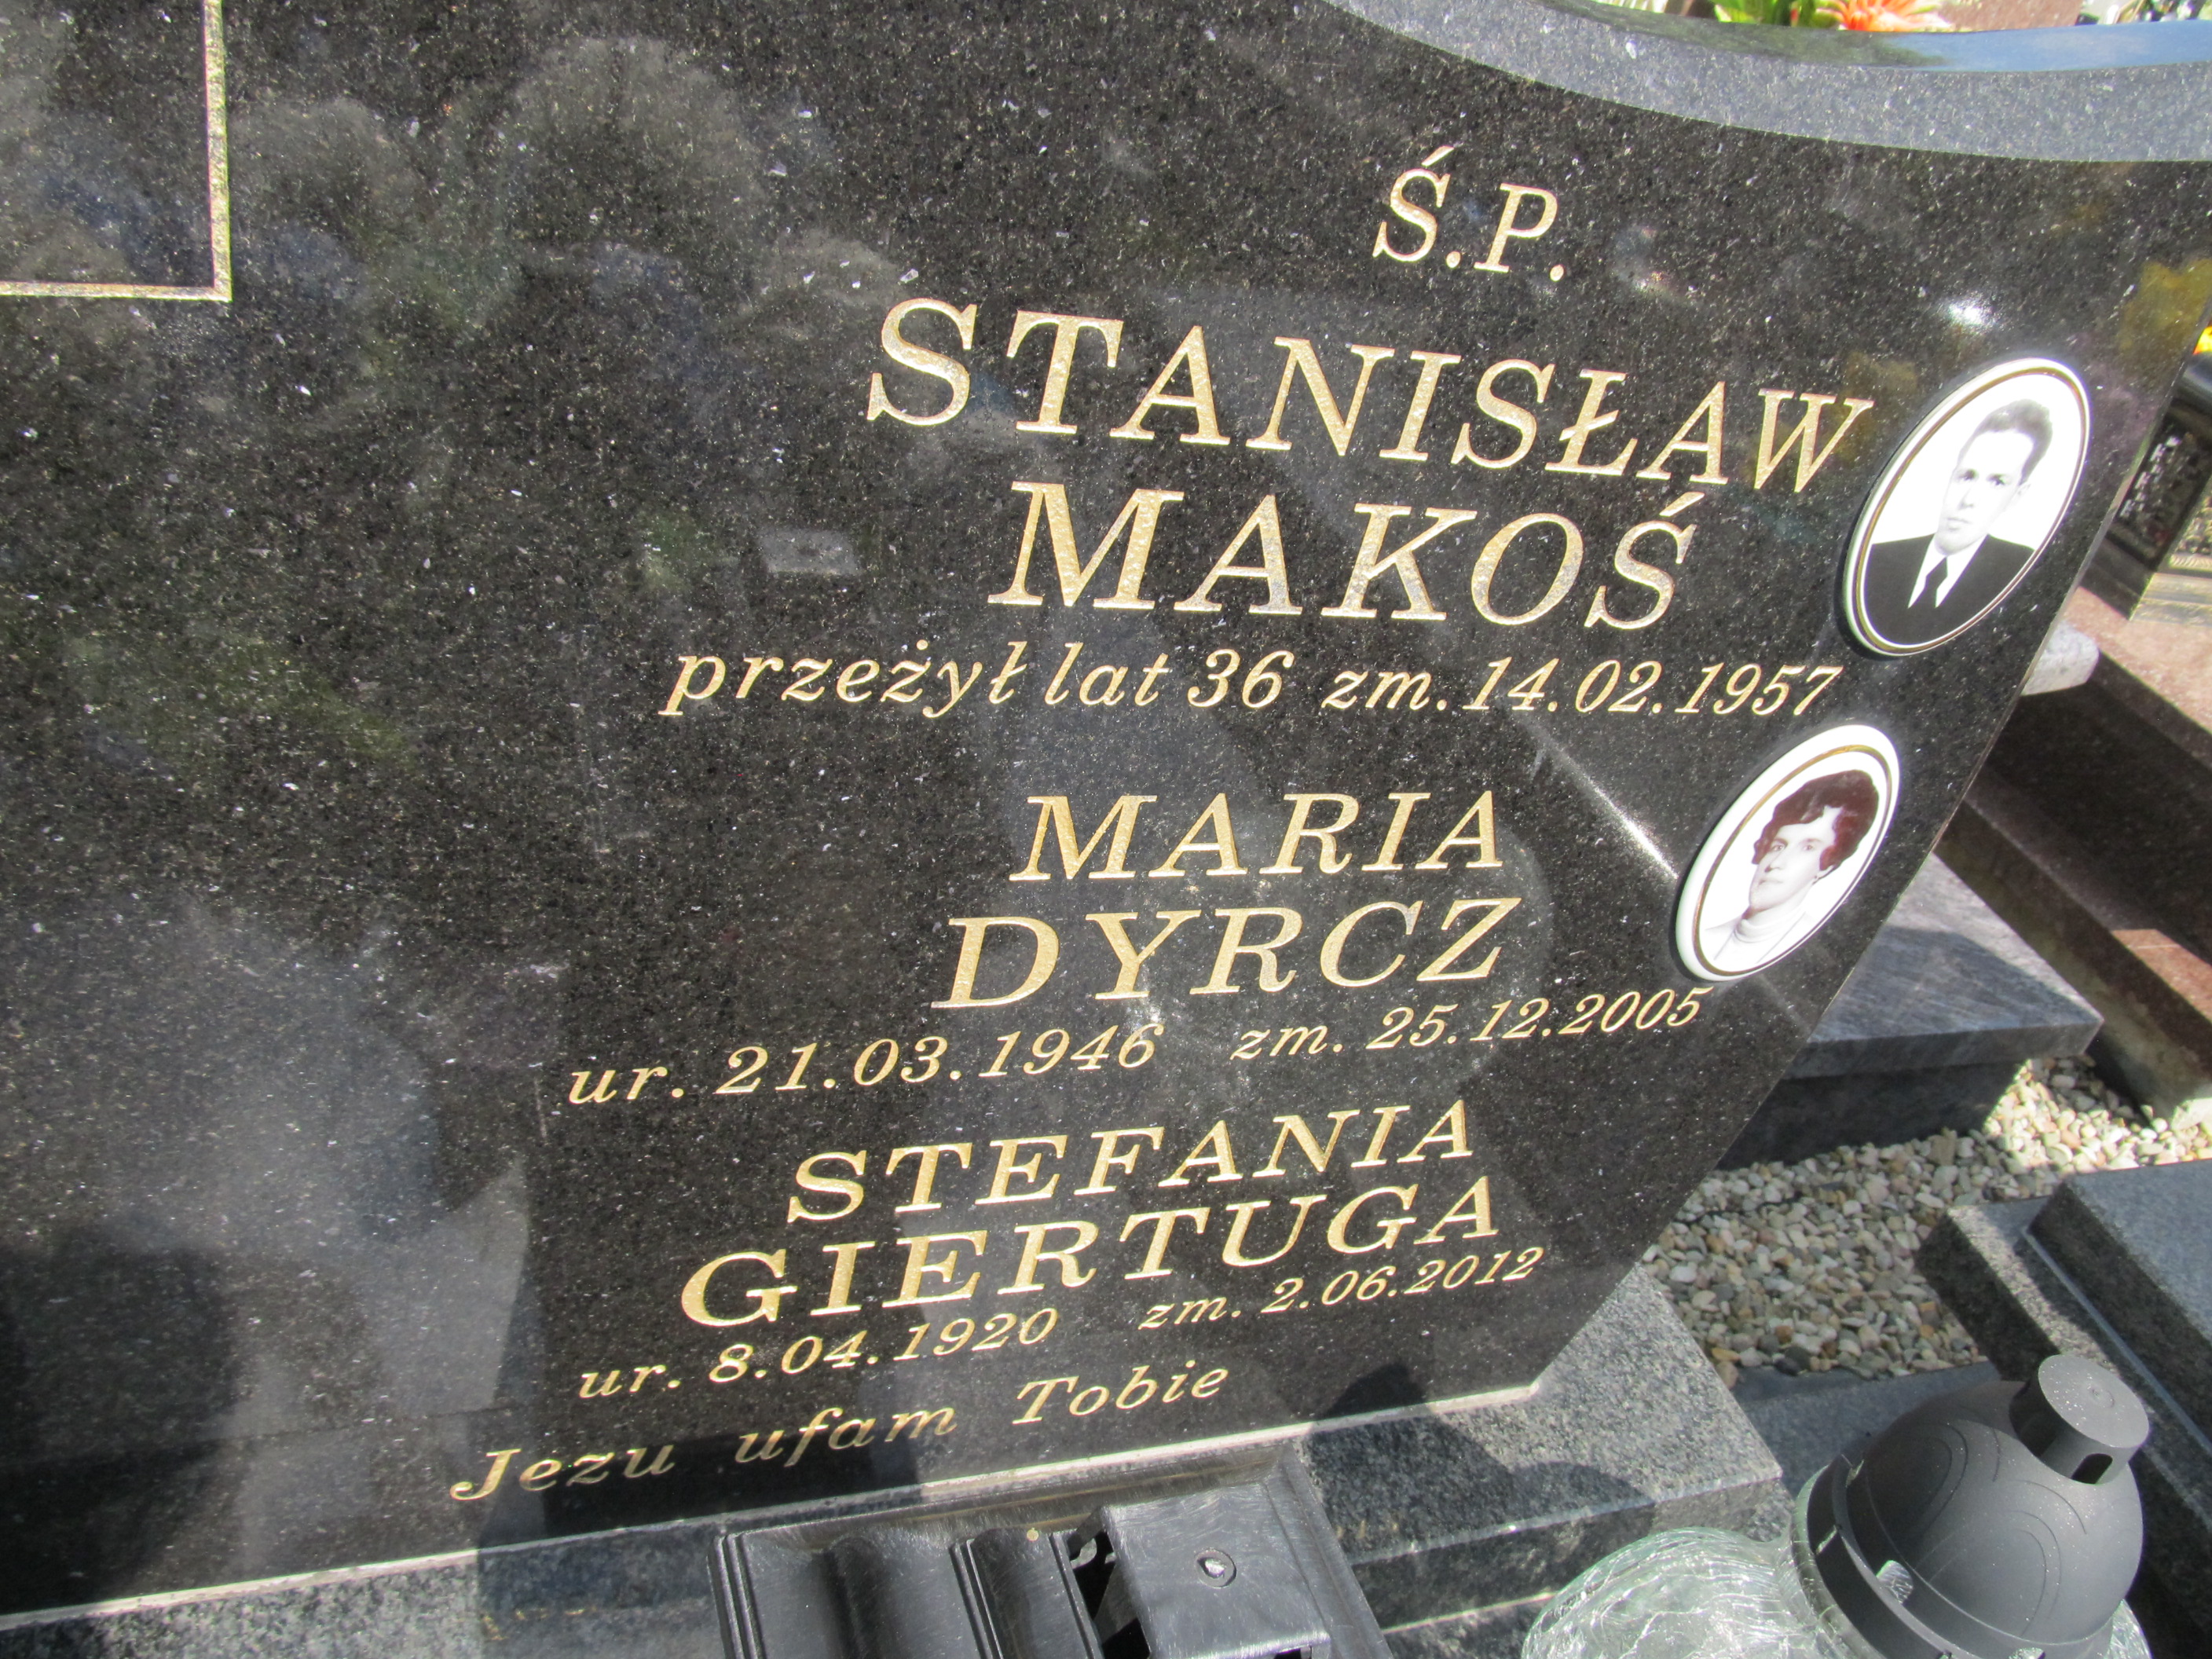 Ś.P.
STANISŁAW
MAKOŚ
przeżył lat 36 zm. 14.02.1957
MARIA
DYRCZ
ur. 21.03.1946 zm. 25.12.2005
STEFANIA
GIERTUGA
ur. 8.04.1920 zm. 2.06.2012
Jezu ufam Tobie